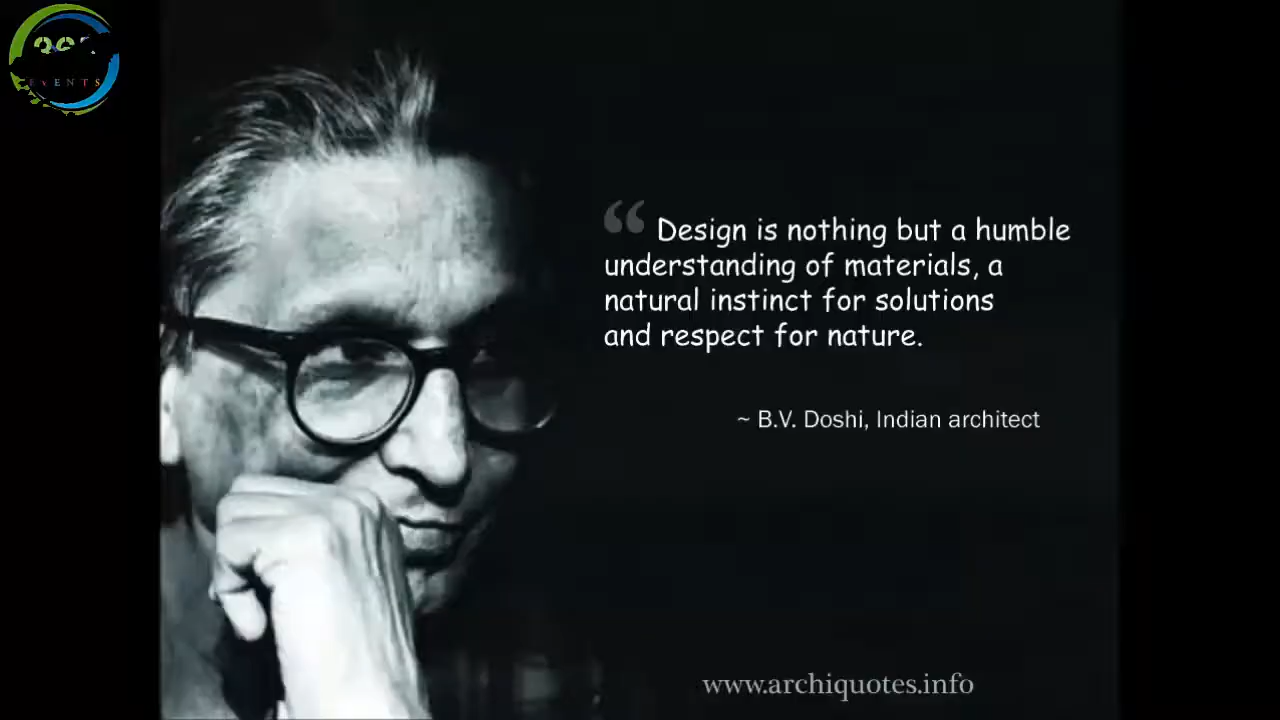 EVENTS
“ Design is nothing but a humble
understanding of materials, a
natural instinct for solutions
and respect for nature.
~ B.V. Doshi, Indian architect
www.archiquotes.info